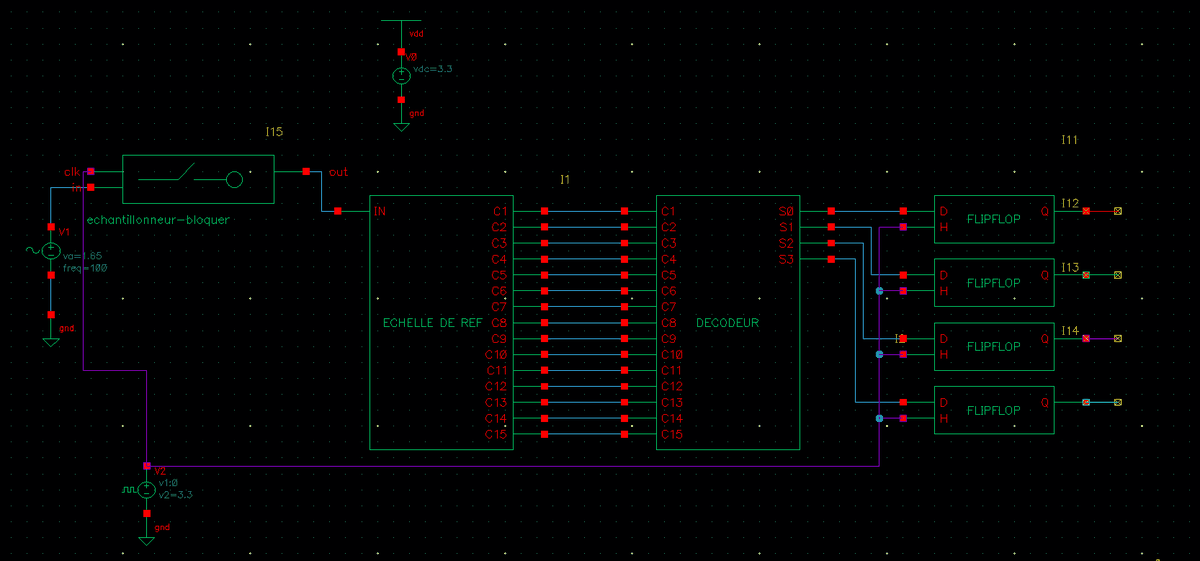 vdd
V0
vdc=3.3
gnd
I15
I11
clk
in
out
I1
echantillonneur-bloquer
V1
va=1.65
freq=100
gnd
IN
ECHELLE DE REF
C1
C2
C3
C4
C5
C6
C7
C8
C9
C10
C11
C12
C13
C14
C15
DECODEUR
C1
C2
C3
C4
C5
C6
C7
C8
C9
C10
C11
C12
C13
C14
C15
S0
S1
S2
S3
D
H
FLIPFLOP
Q
I12
D
H
FLIPFLOP
Q
I13
D
H
FLIPFLOP
Q
I14
D
H
FLIPFLOP
Q
V2
v1:0
v2=3.3
gnd